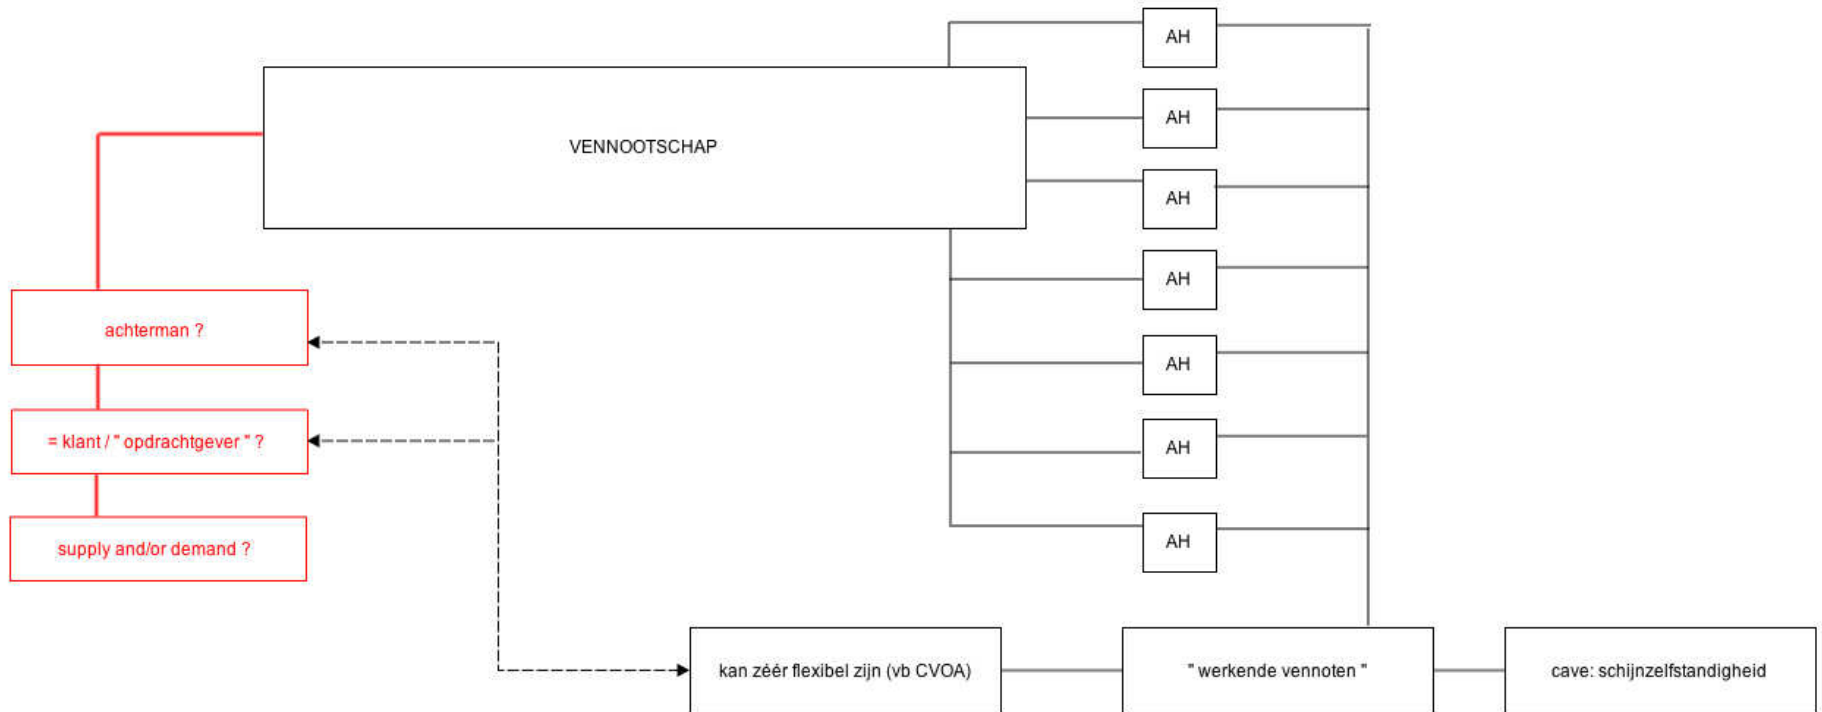 AH
AH
VENNOOTSCHAP
AH
AH
achterman ?
AH
= klant / " opdrachtgever " ?
AH
supply and/or demand ?
AH
kan zéér flexibel zijn (vb CVOA)
" werkende vennoten "
cave: schijnzelfstandigheid